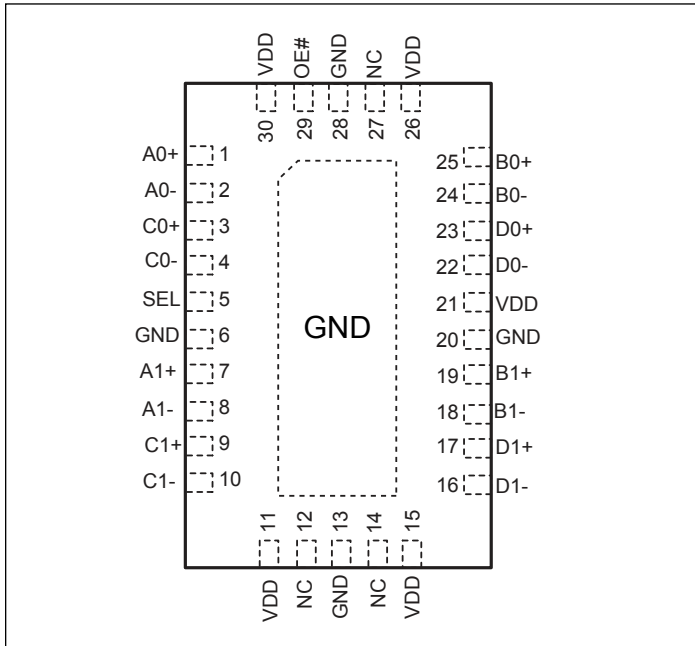 VDD OE# GND NC VDD
30 29 28 27 26
A0+ 1 25 B0+
A0- 2 24 B0-
C0+ 3 23 D0+
C0- 4 22 D0-
SEL 5 21 VDD
GND 6 20 GND
A1+ 7 19 B1+
A1- 8 18 B1-
C1+ 9 17 D1+
C1- 10 16 D1-
GND
11 12 13 14 15
VDD NC GND NC VDD